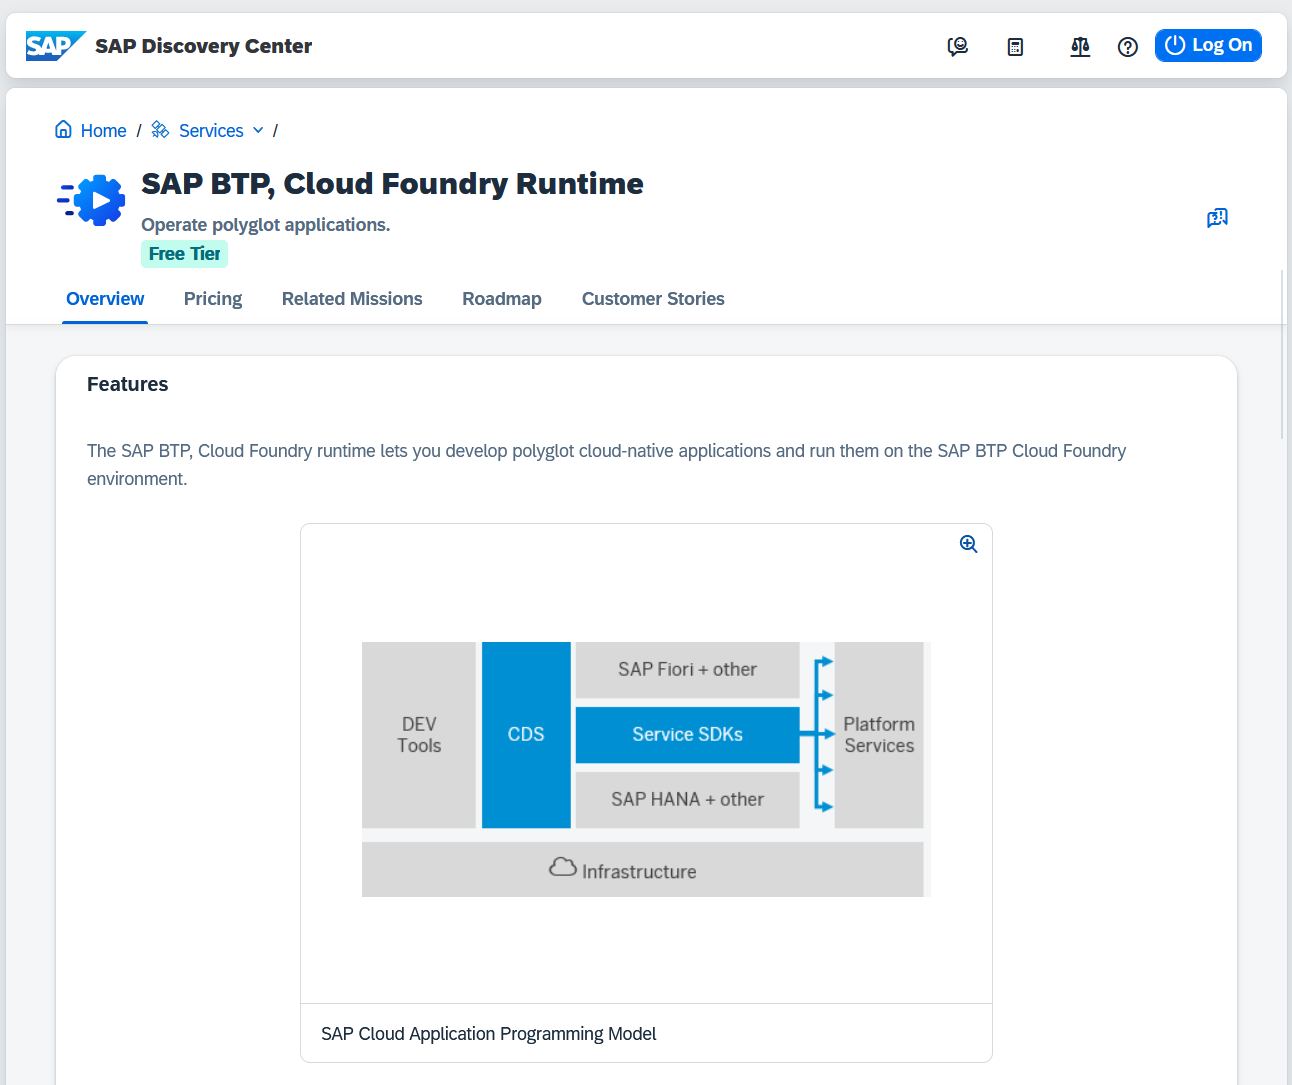 SAP SAP Discovery Center
Log On
Home / Services /
SAP BTP, Cloud Foundry Runtime
Operate polyglot applications.
Free Tier
Overview Pricing Related Missions Roadmap Customer Stories
Features
The SAP BTP, Cloud Foundry runtime lets you develop polyglot cloud-native applications and run them on the SAP BTP Cloud Foundry
environment.
DEV
Tools
CDS
SAP Fiori + other
Service SDKs
SAP HANA + other
Platform
Services
Infrastructure
SAP Cloud Application Programming Model